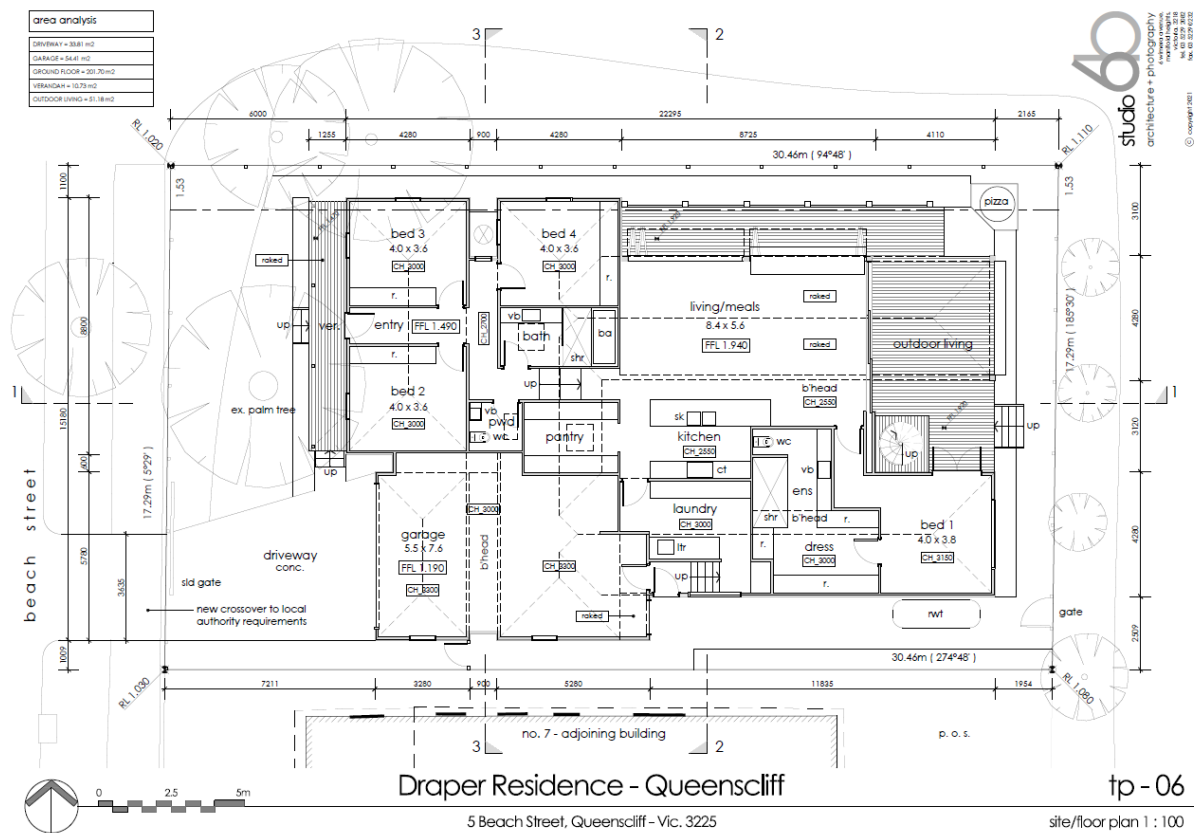 area analysis
DRIVEWAY = 33.81 m2
GARAGE = 54.41 m2
GROUND FLOOR = 201.70 m2
VERANDAH = 10.73 m2
OUTDOOR LIVING = 51.18 m2
3
2
studio 60
architecture + photography
© copyright 2021
6000
22295
2165
1255
4280
900
4280
8725
4110
30.46m ( 94°48' )
RL 1.020
RL 1.110
1.53
1.53
1100
8800
15180
600
5780
3635
1009
3100
4280
3120
4280
2509
17.29m ( 5°29' )
17.29m ( 185°30' )
pizza
bed 3
4.0 x 3.6
CH_3000
r.
bed 4
4.0 x 3.6
CH_3000
r.
raked
ver.
up
entry
FFL 1.490
CH_2700
vb
bath
shr
ba
up
living/meals
8.4 x 5.6
FFL 1.940
raked
raked
outdoor living
r.
bed 2
4.0 x 3.6
CH_3000
ex. palm tree
1
1
b'head
CH_2550
vb
pwd
wc
pantry
sk
kitchen
CH_2550
ct
wc
vb
ens
shr
b'head
r.
up
up
up
laundry
CH_3000
ltr
up
r.
dress
CH_3000
r.
bed 1
4.0 x 3.8
CH_3150
CH_3000
b'head
garage
5.5 x 7.6
FFL 1.190
CH_3300
CH_3300
raked
driveway
conc.
sld gate
new crossover to local
authority requirements
beach street
rwt
gate
30.46m ( 274°48' )
RL 1.030
RL 1.080
7211
3280
900
5280
11835
1954
no. 7 - adjoining building
p. o. s.
3
2
0
2.5
5m
Draper Residence - Queenscliff
tp - 06
5 Beach Street, Queenscliff - Vic. 3225
site/floor plan 1 : 100